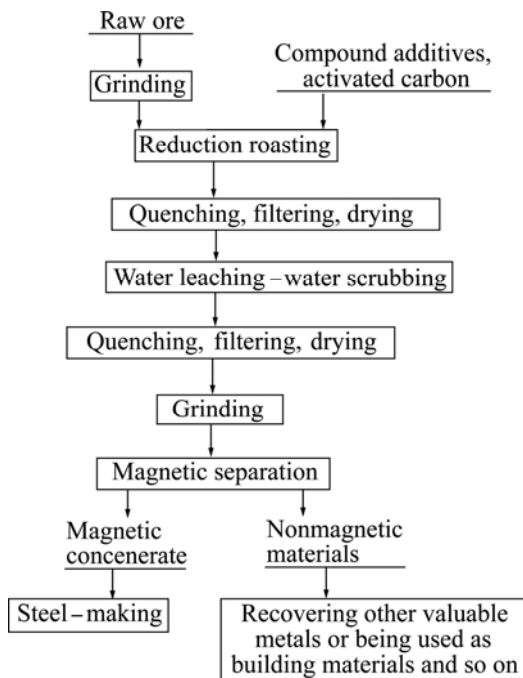 Raw ore
Grinding
Compound additives,
activated carbon
Reduction roasting
Quenching, filtering, drying
Water leaching–water scrubbing
Quenching, filtering, drying
Grinding
Magnetic separation
Magnetic
concenerate
Nonmagnetic
materials
Steel–making
Recovering other valuable
metals or being used as
building materials and so on